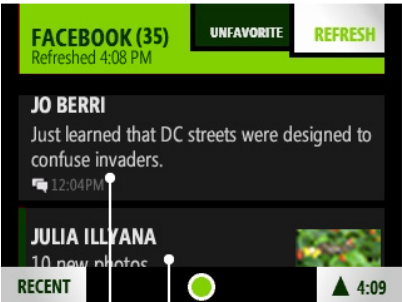 FACEBOOK (35)
UNFAVORITE
REFRESH
Refreshed 4:08 PM
JO BERRI
Just learned that DC streets were designed to
confuse invaders.
12:04PM
JULIA ILLYANA
10 new photos.
RECENT
4:09